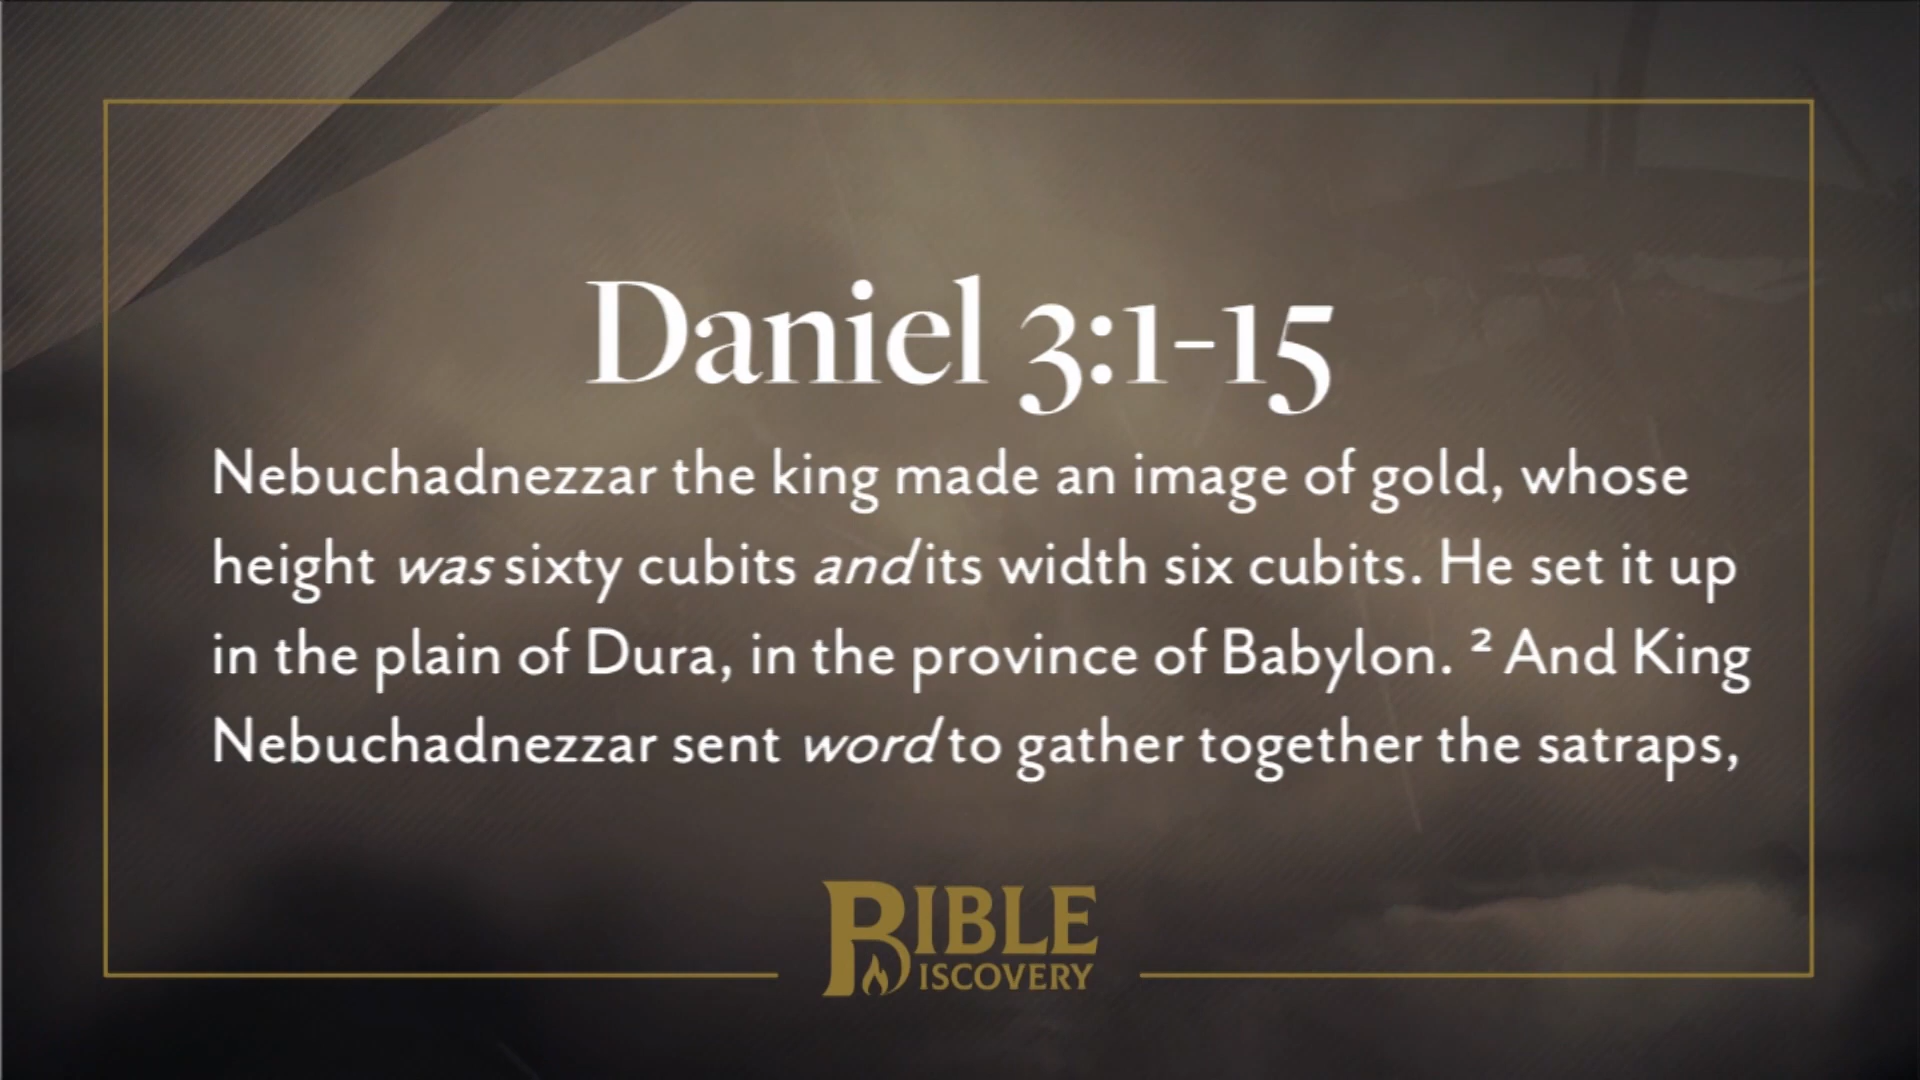 Daniel 3:1-15
Nebuchadnezzar the king made an image of gold, whose
height was sixty cubits and its width six cubits. He set it up
in the plain of Dura, in the province of Babylon. ² And King
Nebuchadnezzar sent word to gather together the satraps,
BIBLE
DISCOVERY